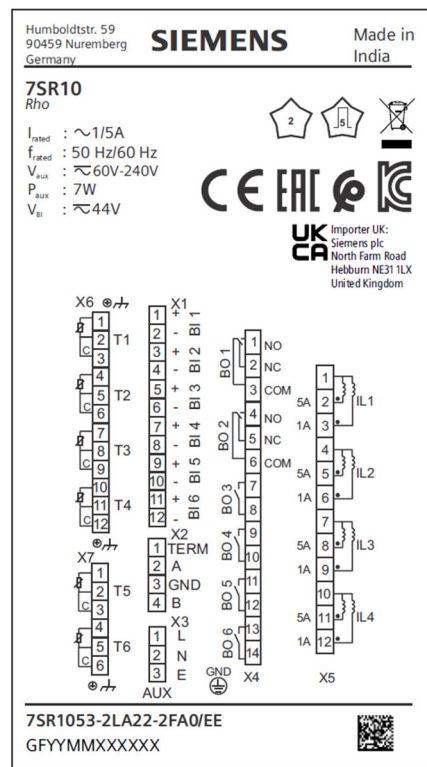 Humboldtstr. 59
90459 Nuremberg
Germany
SIEMENS
Made in
India
7SR10
Rho
Irated : ～1/5A
frated : 50 Hz/60 Hz
Vaux : ⎓60V-240V
Paux : 7W
VBI : ⎓44V
2
5
CE EAC KC
UK
CA
Importer UK:
Siemens plc
North Farm Road
Hebburn NE31 1LX
United Kingdom
X6
1
2
3
C
T1
4
5
6
C
T2
7
8
9
C
T3
10
11
12
C
T4
X7
1
2
3
C
T5
4
5
6
C
T6
X1
1 +
2 -
BI 1
3 +
4 -
BI 2
5 +
6 -
BI 3
7 +
8 -
BI 4
9 +
10 -
BI 5
11 +
12 -
BI 6
X2
1 TERM
2 A
3 GND
4 B
X3
1 L
2 N
3 E
AUX
BO 1
1 NO
2 NC
3 COM
BO 2
4 NO
5 NC
6 COM
BO 3
7
8
BO 4
9
10
BO 5
11
12
BO 6
13
14
GND
X4
1
5A 2
1A 3
IL1
4
5A 5
1A 6
IL2
7
5A 8
1A 9
IL3
10
5A 11
1A 12
IL4
X5
7SR1053-2LA22-2FA0/EE
GFYYMMXXXXXX